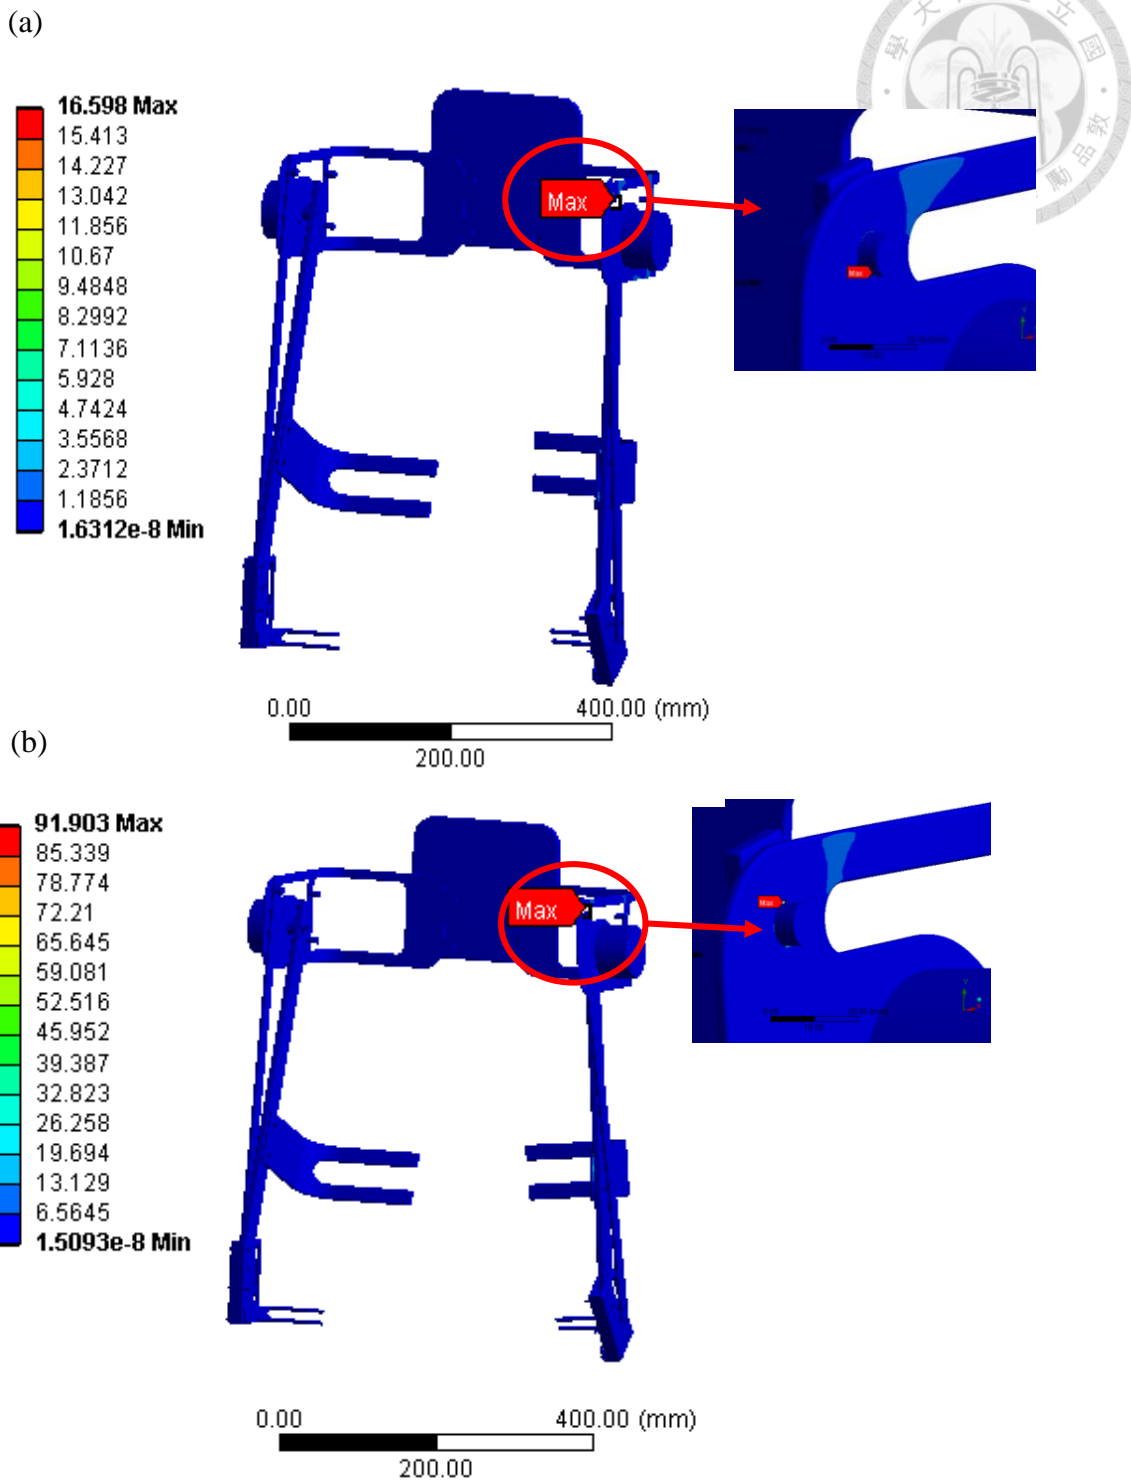 (a)
16.598 Max
15.413
14.227
13.042
11.856
10.67
9.4848
8.2992
7.1136
5.928
4.7424
3.5568
2.3712
1.1856
1.6312e-8 Min
Max
Max
0.00 400.00 (mm)
200.00
(b)
91.903 Max
85.339
78.774
72.21
65.645
59.081
52.516
45.952
39.387
32.823
26.258
19.694
13.129
6.5645
1.5093e-8 Min
Max
Max
0.00 400.00 (mm)
200.00